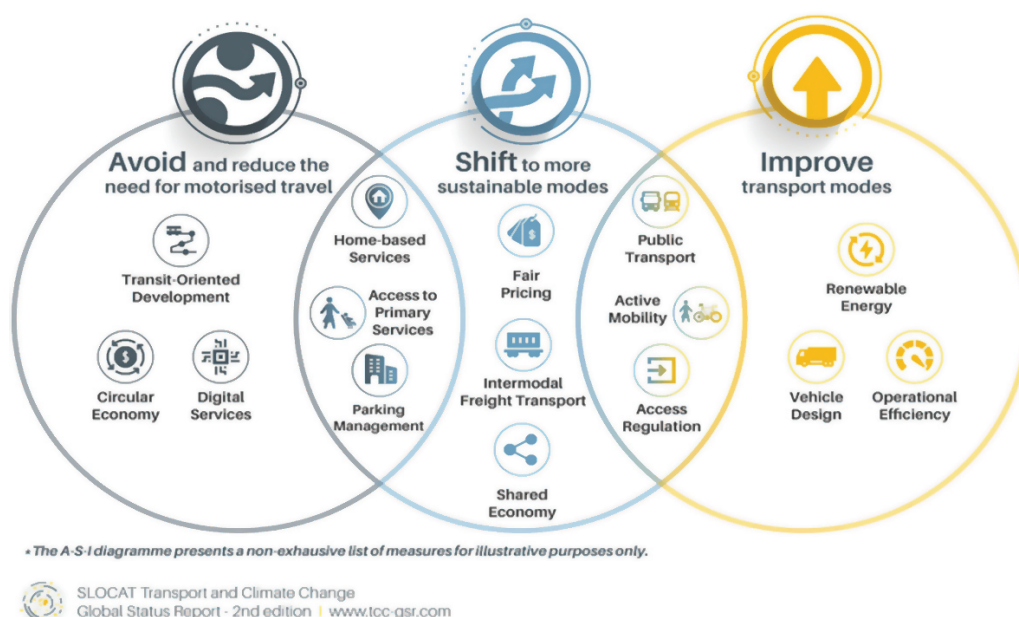 Avoid and reduce the
need for motorised travel
Transit-Oriented
Development
Circular
Economy
Digital
Services
Home-based
Services
Access to
Primary
Services
Parking
Management
Shift to more
sustainable modes
Fair
Pricing
Intermodal
Freight Transport
Shared
Economy
Public
Transport
Active
Mobility
Access
Regulation
Improve
transport modes
Renewable
Energy
Vehicle
Design
Operational
Efficiency
* The A-S-I diagramme presents a non-exhausive list of measures for illustrative purposes only.
SLOCAT Transport and Climate Change
Global Status Report - 2nd edition | www.tcc-gsr.com